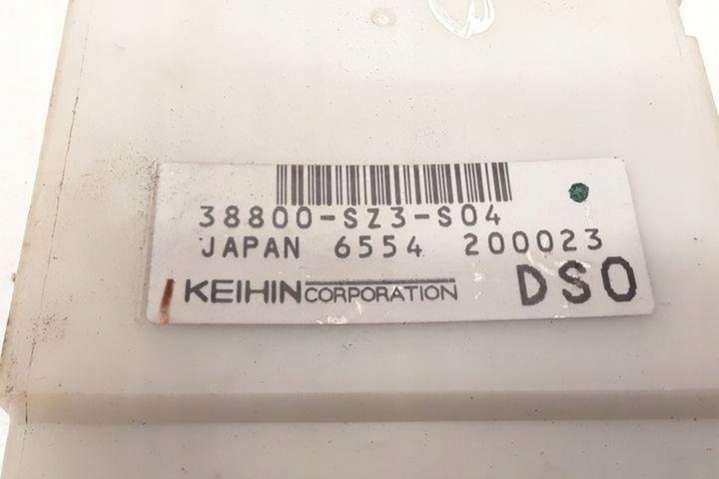 38800-SZ3-S04
JAPAN 6554 200023
KEIHIN CORPORATION DSO